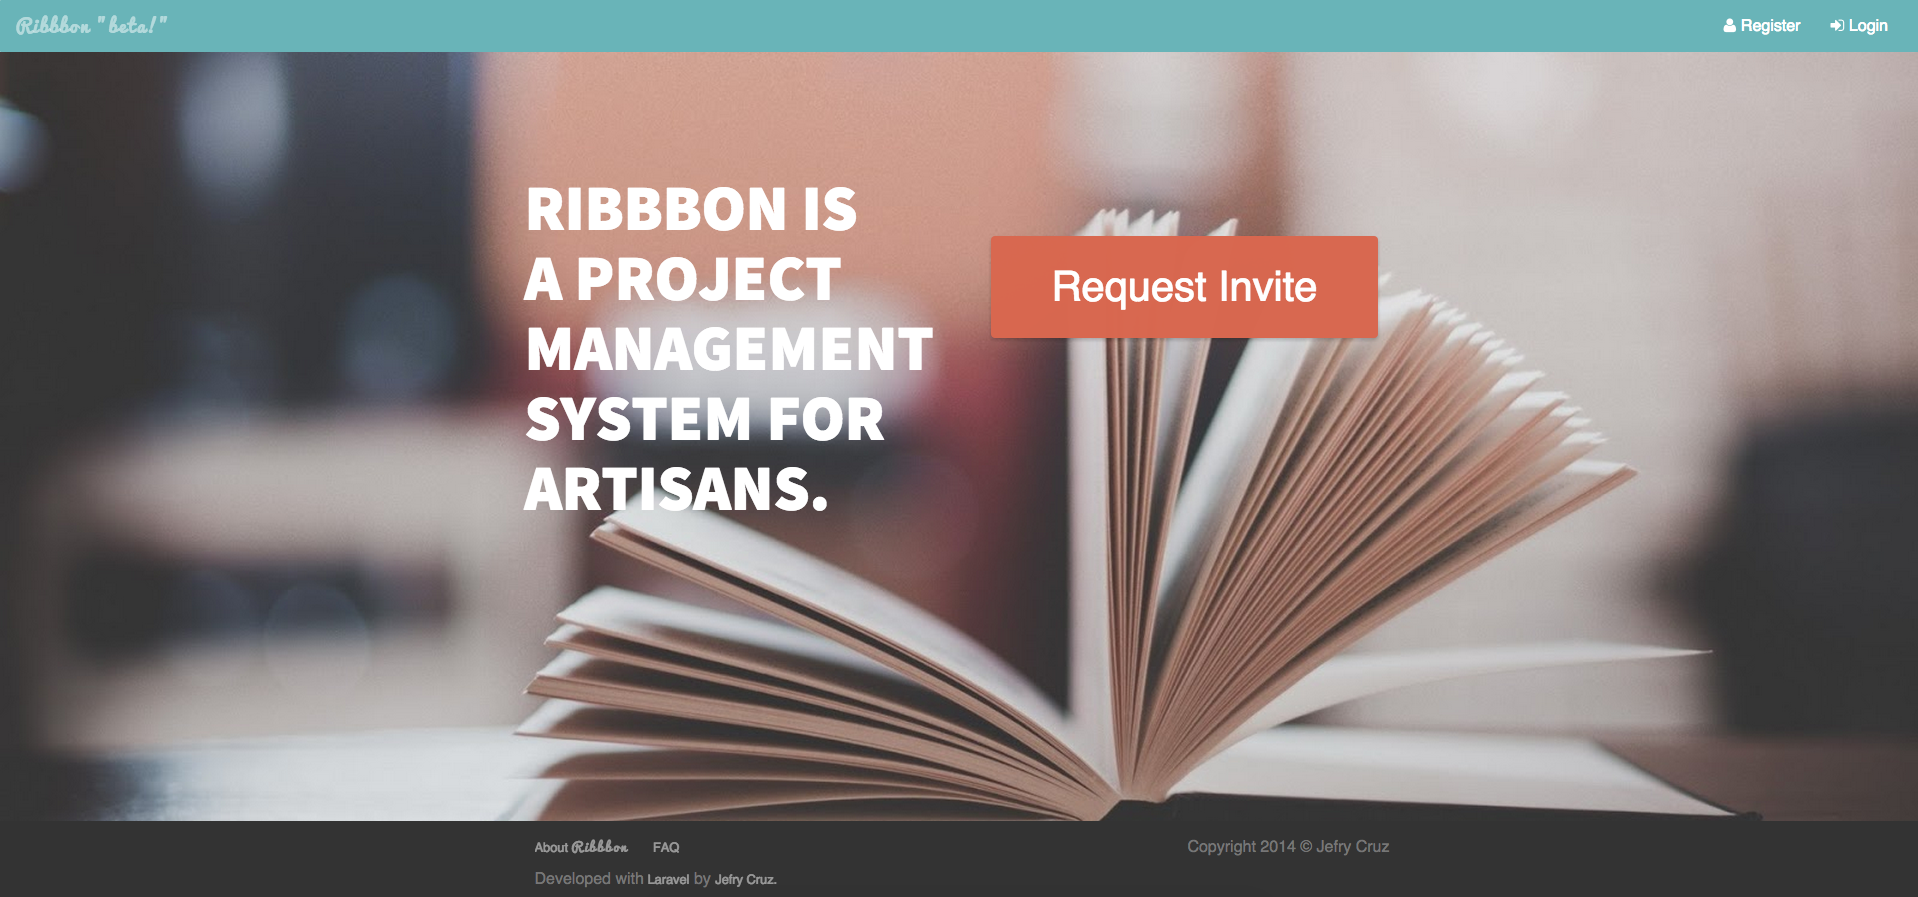 Ribbbon "beta!"
Register
Login
RIBBBON IS
A PROJECT
MANAGEMENT
SYSTEM FOR
ARTISANS.
Request Invite
About Ribbbon
FAQ
Copyright 2014 © Jefry Cruz
Developed with Laravel by Jefry Cruz.